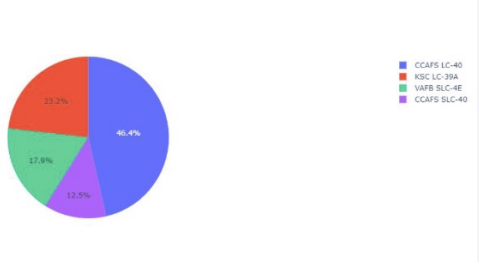 CCAFS LC-40
KSC LC-39A
VAFB SLC-4E
CCAFS SLC-40
23.2%
46.4%
17.9%
12.5%